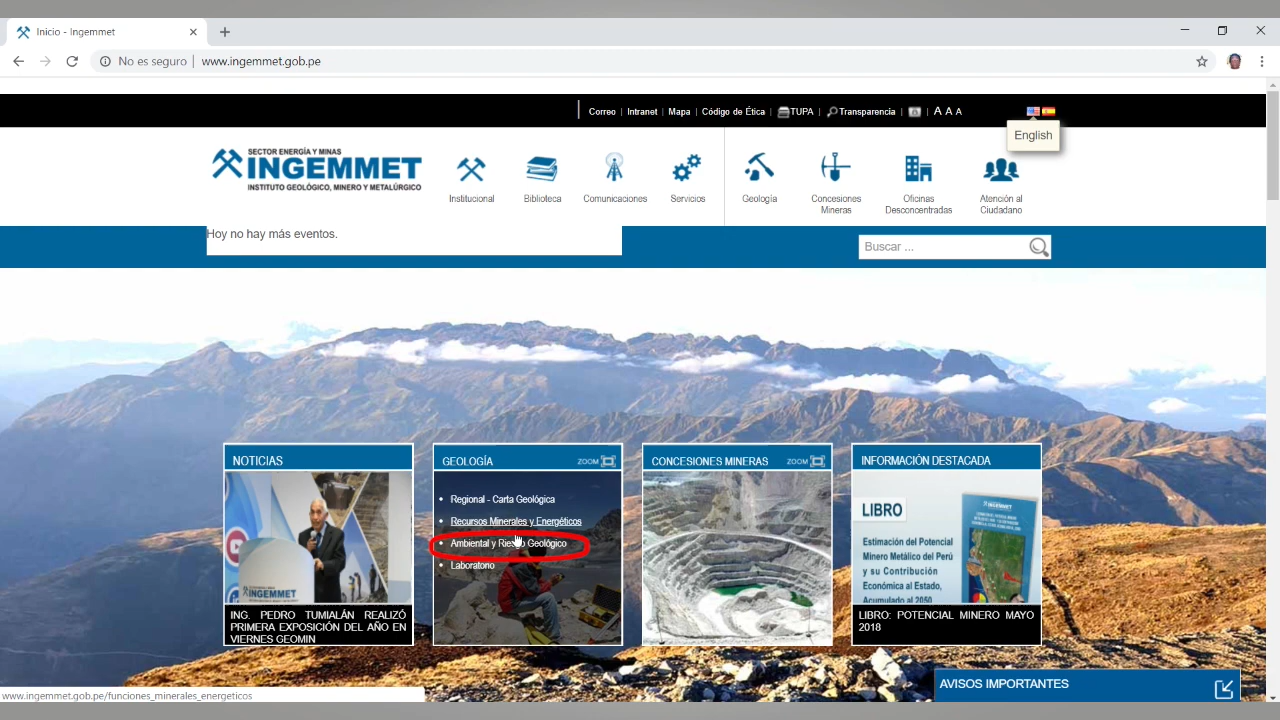 Inicio - Ingemmet
No es seguro
www.ingemmet.gob.pe
Correo | Intranet | Mapa | Código de Ética | TUPA | Transparencia | A A A
English
SECTOR ENERGÍA Y MINAS
INGEMMET
INSTITUTO GEOLÓGICO, MINERO Y METALÚRGICO
Institucional
Biblioteca
Comunicaciones
Servicios
Geología
Concesiones
Mineras
Oficinas
Desconcentradas
Atención al
Ciudadano
Hoy no hay más eventos.
Buscar ...
NOTICIAS
INGEMMET
ING. PEDRO TUMIALÁN REALIZÓ
PRIMERA EXPOSICIÓN DEL AÑO EN
VIERNES GEOMIN
GEOLOGÍA
ZOOM
Regional - Carta Geológica
Recursos Minerales y Energéticos
Ambiental y Riesgo Geológico
Laboratorio
CONCESIONES MINERAS
ZOOM
INFORMACIÓN DESTACADA
LIBRO
Estimación del Potencial
Minero Metálico del Perú
y su Contribución
Económica al Estado,
Acumulado al 2050
LIBRO: POTENCIAL MINERO MAYO
2018
AVISOS IMPORTANTES
www.ingemmet.gob.pe/funciones_minerales_energeticos